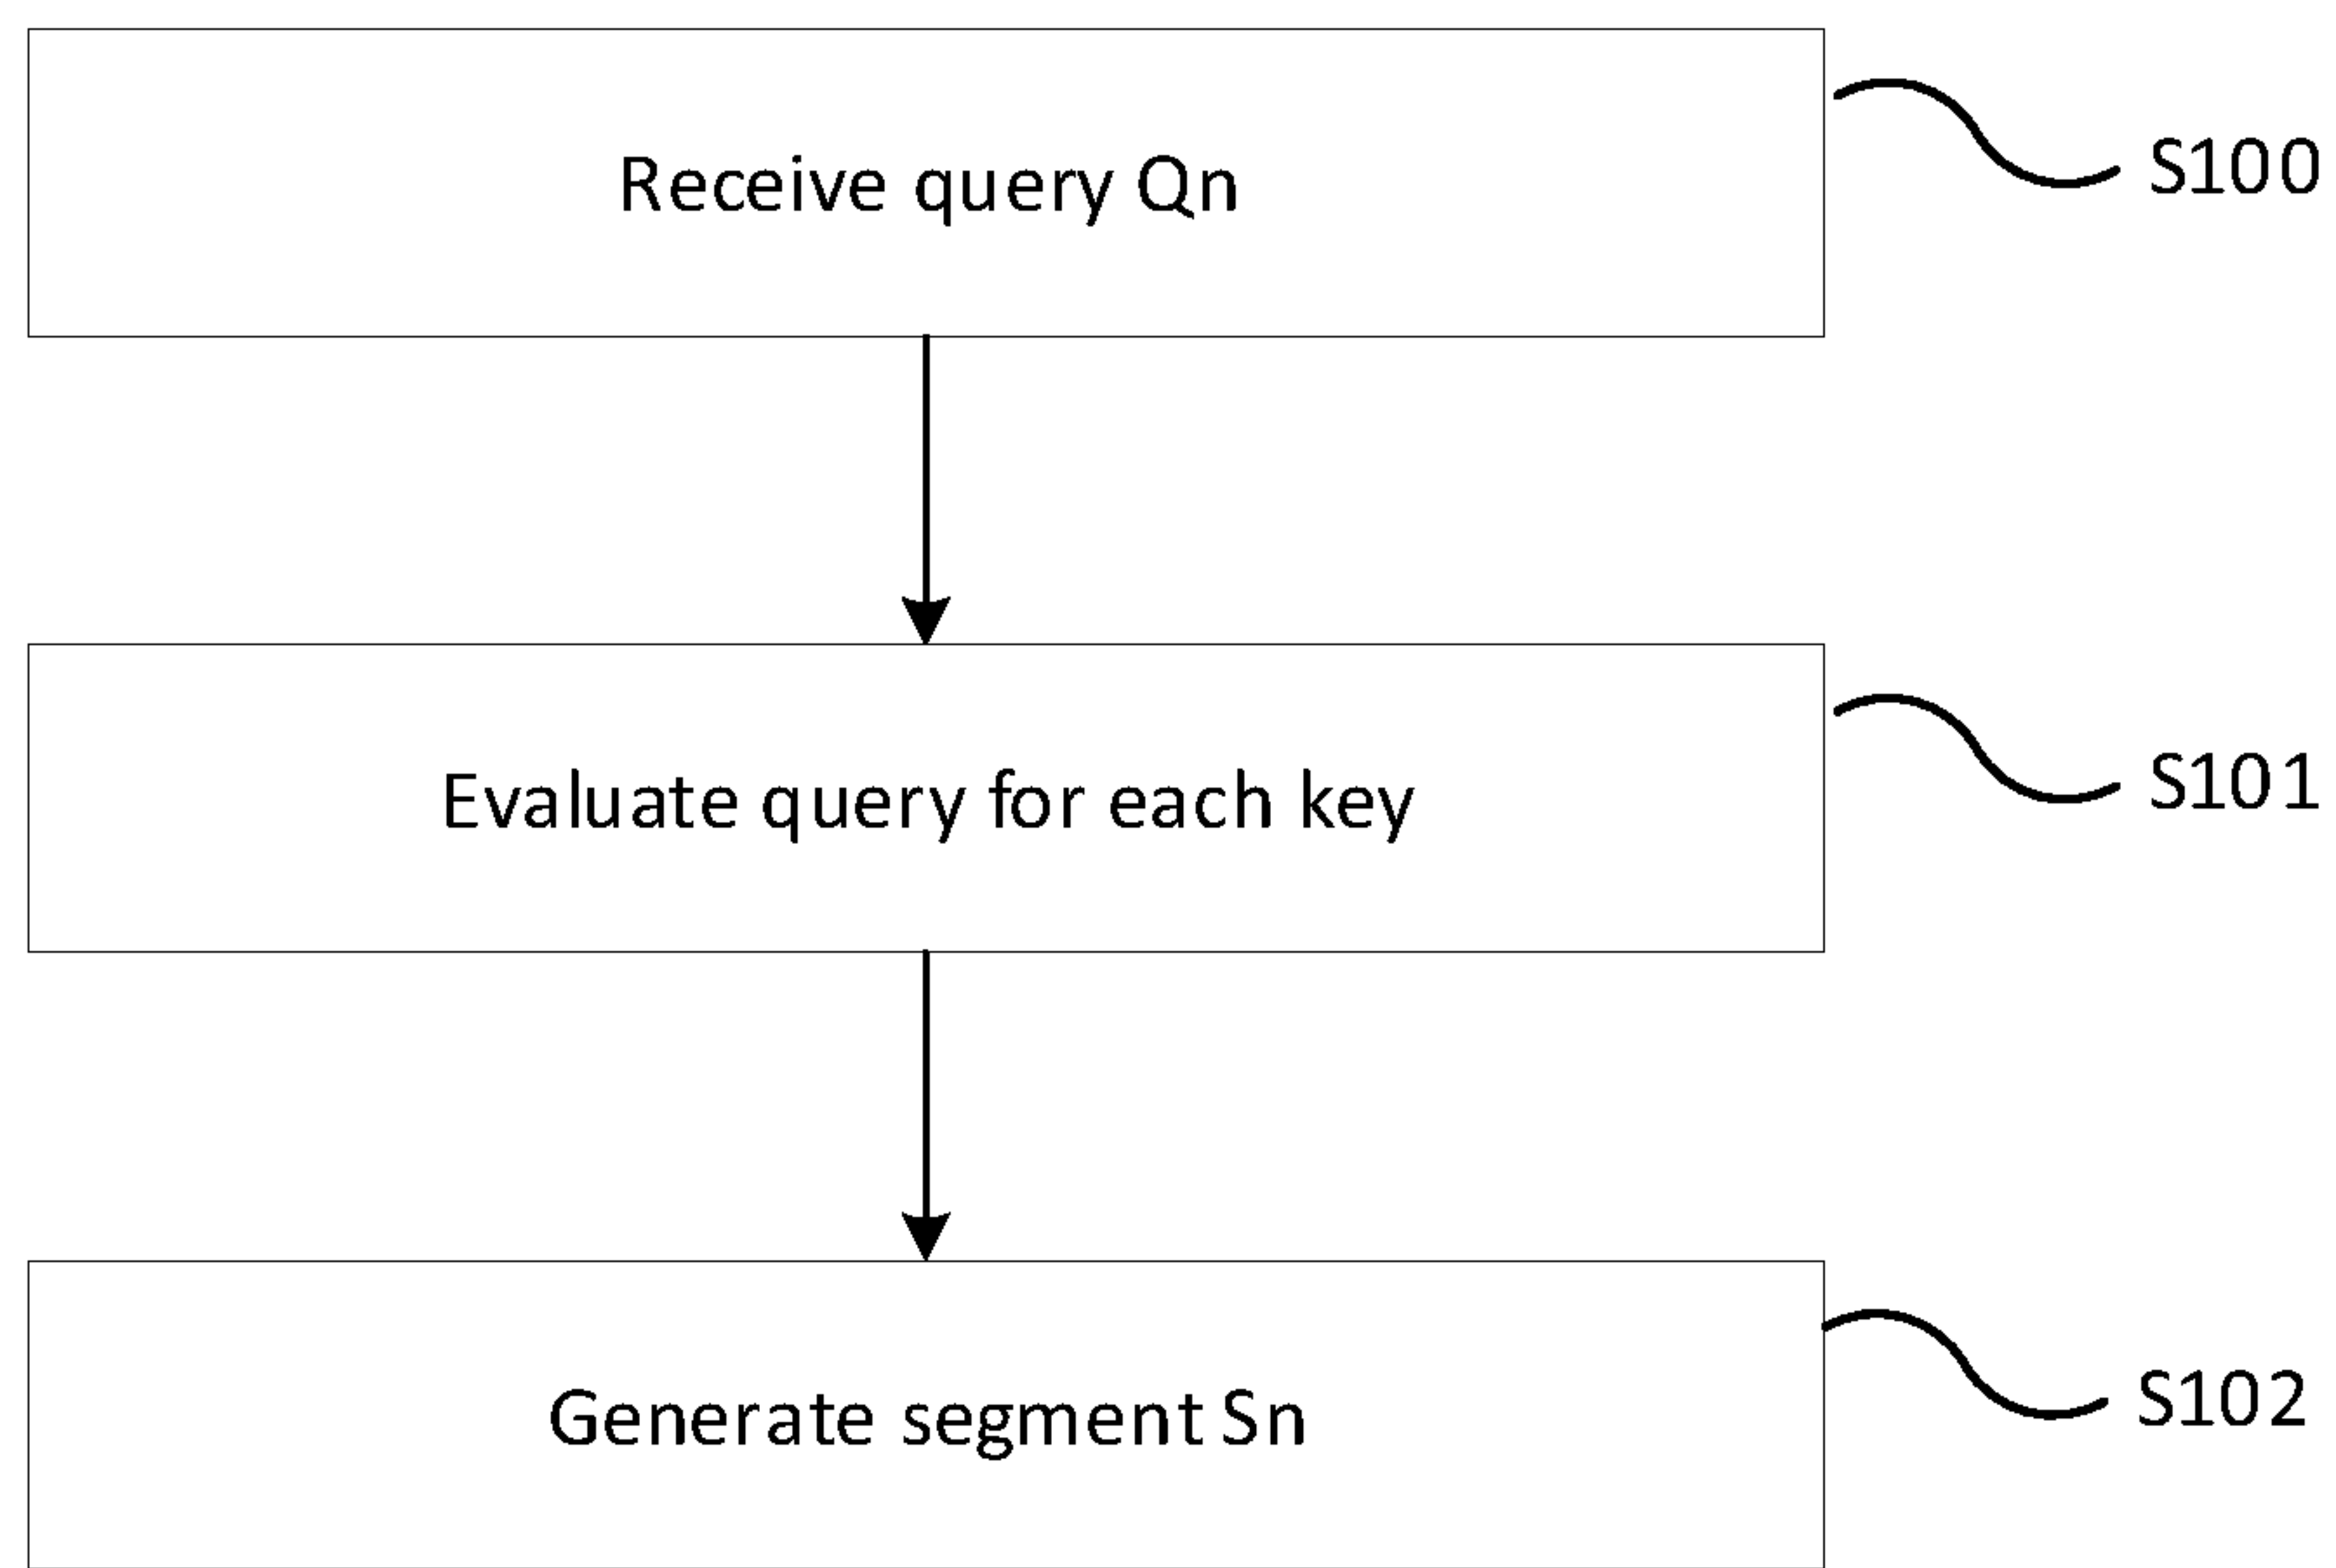 Receive query Qn
S100
Evaluate query for each key
S101
Generate segment Sn
S102